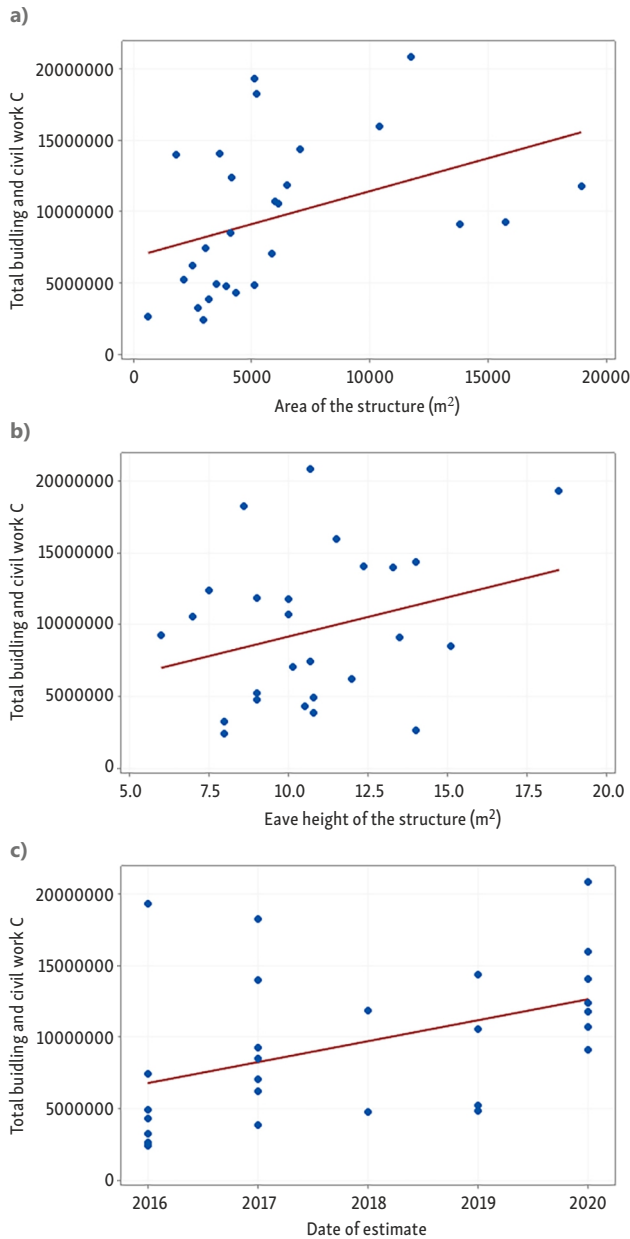 a)
Total buidling and civil work C
20000000
15000000
10000000
5000000
0
0 5000 10000 15000 20000
Area of the structure (m²)
b)
Total buidling and civil work C
20000000
15000000
10000000
5000000
0
5.0 7.5 10.0 12.5 15.0 17.5 20.0
Eave height of the structure (m²)
c)
Total buidling and civil work C
20000000
15000000
10000000
5000000
0
2016 2017 2018 2019 2020
Date of estimate